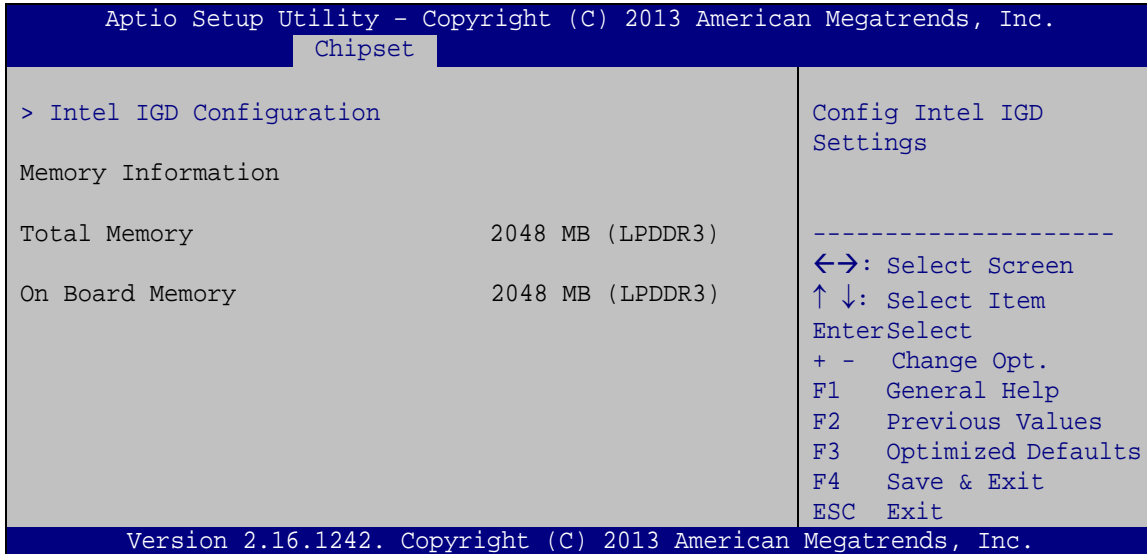 Aptio Setup Utility – Copyright (C) 2013 American Megatrends, Inc.
Chipset
> Intel IGD Configuration
Memory Information
Total Memory 2048 MB (LPDDR3)
On Board Memory 2048 MB (LPDDR3)
Config Intel IGD
Settings
---------------------
←→: Select Screen
↑ ↓: Select Item
EnterSelect
+ - Change Opt.
F1 General Help
F2 Previous Values
F3 Optimized Defaults
F4 Save & Exit
ESC Exit
Version 2.16.1242. Copyright (C) 2013 American Megatrends, Inc.